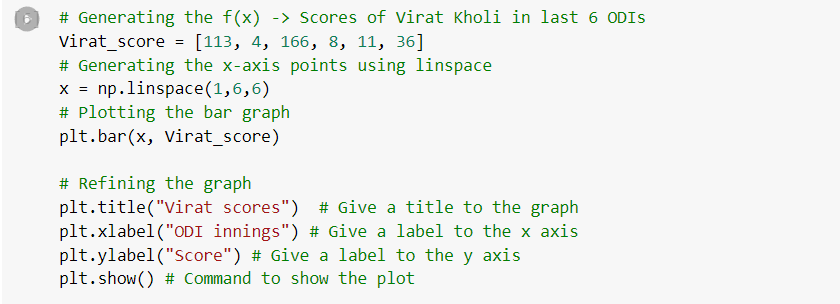 # Generating the f(x) -> Scores of Virat Kholi in last 6 ODIs
Virat_score = [113, 4, 166, 8, 11, 36]
# Generating the x-axis points using linspace
x = np.linspace(1,6,6)
# Plotting the bar graph
plt.bar(x, Virat_score)
# Refining the graph
plt.title("Virat scores")  # Give a title to the graph
plt.xlabel("ODI innings") # Give a label to the x axis
plt.ylabel("Score") # Give a label to the y axis
plt.show() # Command to show the plot